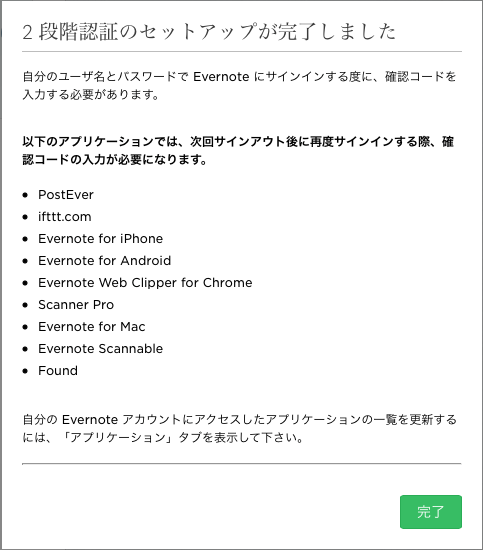 2 段階認証のセットアップが完了しました
自分のユーザ名とパスワードで Evernote にサインインする度に、確認コードを
入力する必要があります。
以下のアプリケーションでは、次回サインアウト後に再度サインインする際、確
認コードの入力が必要になります。
• PostEver
• ifttt.com
• Evernote for iPhone
• Evernote for Android
• Evernote Web Clipper for Chrome
• Scanner Pro
• Evernote for Mac
• Evernote Scannable
• Found
自分の Evernote アカウントにアクセスしたアプリケーションの一覧を更新する
には、「アプリケーション」タブを表示して下さい。
完了